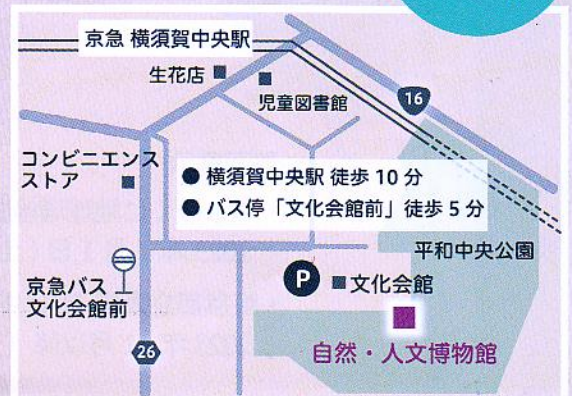 京急 横須賀中央駅
生花店
児童図書館
16
コンビニエンス
ストア
● 横須賀中央駅 徒歩 10 分
● バス停「文化会館前」徒歩 5 分
平和中央公園
京急バス
文化会館前
P
文化会館
26
自然・人文博物館